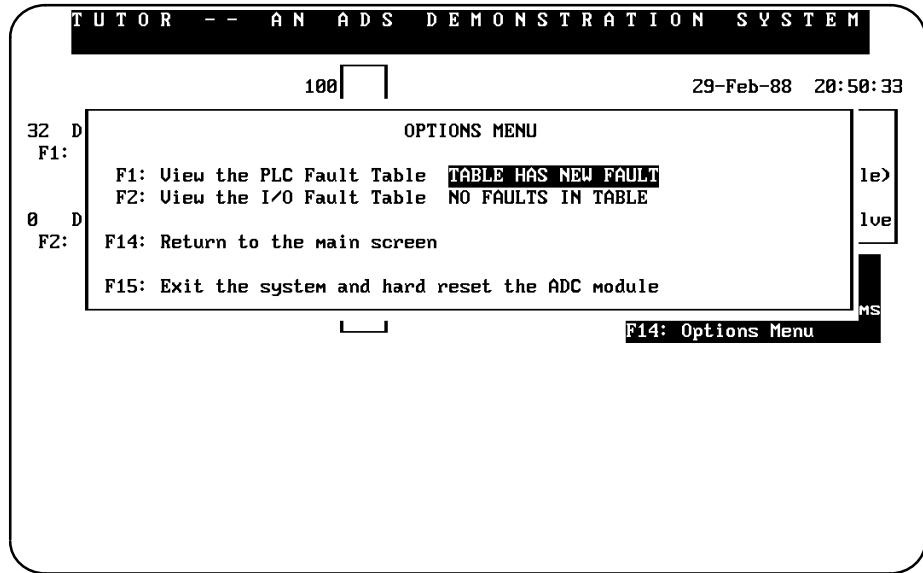 TUTOR -- AN ADS DEMONSTRATION SYSTEM
100
29-Feb-88 20:50:33
OPTIONS MENU
32 D
F1:
F1: View the PLC Fault Table TABLE HAS NEW FAULT
le)
F2: View the I/O Fault Table NO FAULTS IN TABLE
0 D
lve
F2:
F14: Return to the main screen
F15: Exit the system and hard reset the ADC module
ms
F14: Options Menu